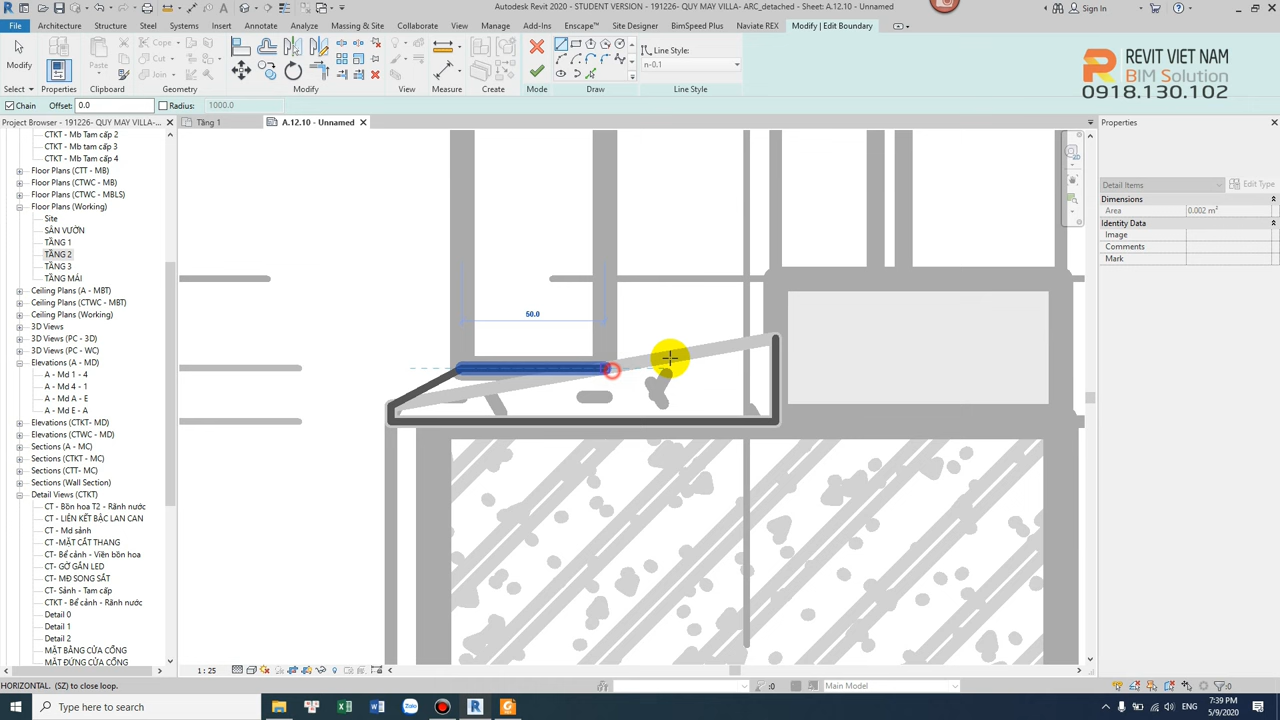 Autodesk Revit 2020 - STUDENT VERSION - 191226- QUY MAY VILLA- ARC_detached - Section: A.12.10 - Unnamed
Sign In
File Architecture Structure Steel Systems Insert Annotate Analyze Massing & Site Collaborate View Manage Add-Ins Enscape™ Site Designer BimSpeed Plus Naviate REX Modify | Edit Boundary
Modify
Properties
Paste
Cope
Cut
Join
Line Style:
n-0.1
Select Properties Clipboard Geometry Modify View Measure Create Mode Draw Line Style
REVIT VIET NAM
BIM Solution
0918.130.102
Chain Offset: 0.0 Radius: 1000.0
Project Browser - 191226- QUY MAY VILLA-...
Tầng 1
A.12.10 - Unnamed
Properties
CTKT - Mb Tam cấp 2
CTKT - Mb tam cấp 3
CTKT - Mb Tam cấp 4
Floor Plans (CTT - MB)
Floor Plans (CTWC - MB)
Floor Plans (CTWC - MBLS)
Floor Plans (Working)
Site
SÂN VƯỜN
TẦNG 1
TẦNG 2
TẦNG 3
TẦNG MÁI
Ceiling Plans (A - MBT)
Ceiling Plans (CTWC - MBT)
Ceiling Plans (Working)
3D Views
3D Views (PC - 3D)
3D Views (PC - WC)
Elevations (A - MD)
A - Md 1 - 4
A - Md 4 - 1
A - Md A - E
A - Md E - A
Elevations (CTKT - MD)
Elevations (CTWC - MD)
Sections (A - MC)
Sections (CTT- MC)
Sections (CTWC - MC)
Sections (Wall Section)
Detail Views (CTKT)
CT - Bồn hoa T2 - Rãnh nước
CT - LIÊN KẾT BẬC LAN CAN
CT - Md sảnh
CT -MẶT CẮT THANG
CT- Bể cảnh - Viền bồn hoa
CT- GỜ GẮN LED
CT- MĐ SONG SẮT
CT- Sảnh - Tam cấp
CTKT - Bể cảnh - Rãnh nước
Detail 0
Detail 1
Detail 2
MẶT BẰNG CỬA CỔNG
MẶT ĐỨNG CỬA CỔNG
50.0
Detail Items
Edit Type
Dimensions
Area 0.002 m²
Identity Data
Image
Comments
Mark
1 : 25
HORIZONTAL. (SZ) to close loop.
:0
Main Model
:0
Type here to search
ENG
7:39 PM
5/9/2020